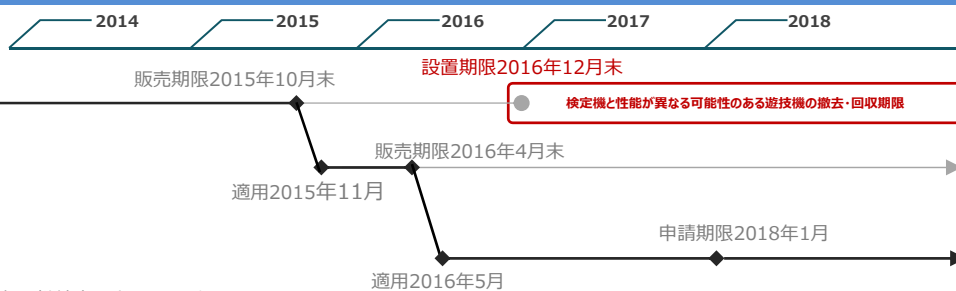 2014 2015 2016 2017 2018
販売期限2015年10月末
設置期限2016年12月末
検定機と性能が異なる可能性のある遊技機の撤去・回収期限
販売期限2016年4月末
適用2015年11月
申請期限2018年1月
適用2016年5月